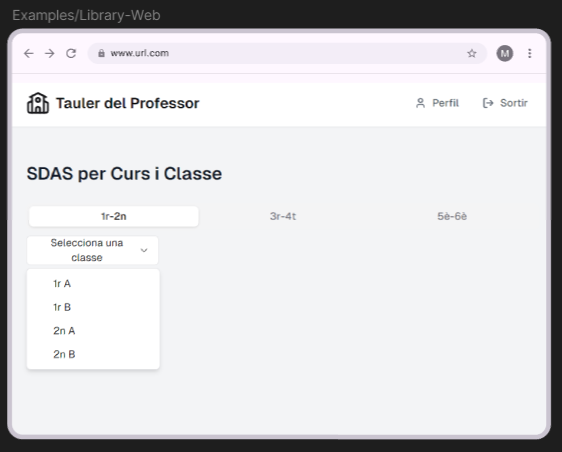 Examples/Library-Web
www.url.com
M
Tauler del Professor
Perfil
Sortir
SDAS per Curs i Classe
1r-2n
3r-4t
5è-6è
Selecciona una
classe
1r A
1r B
2n A
2n B